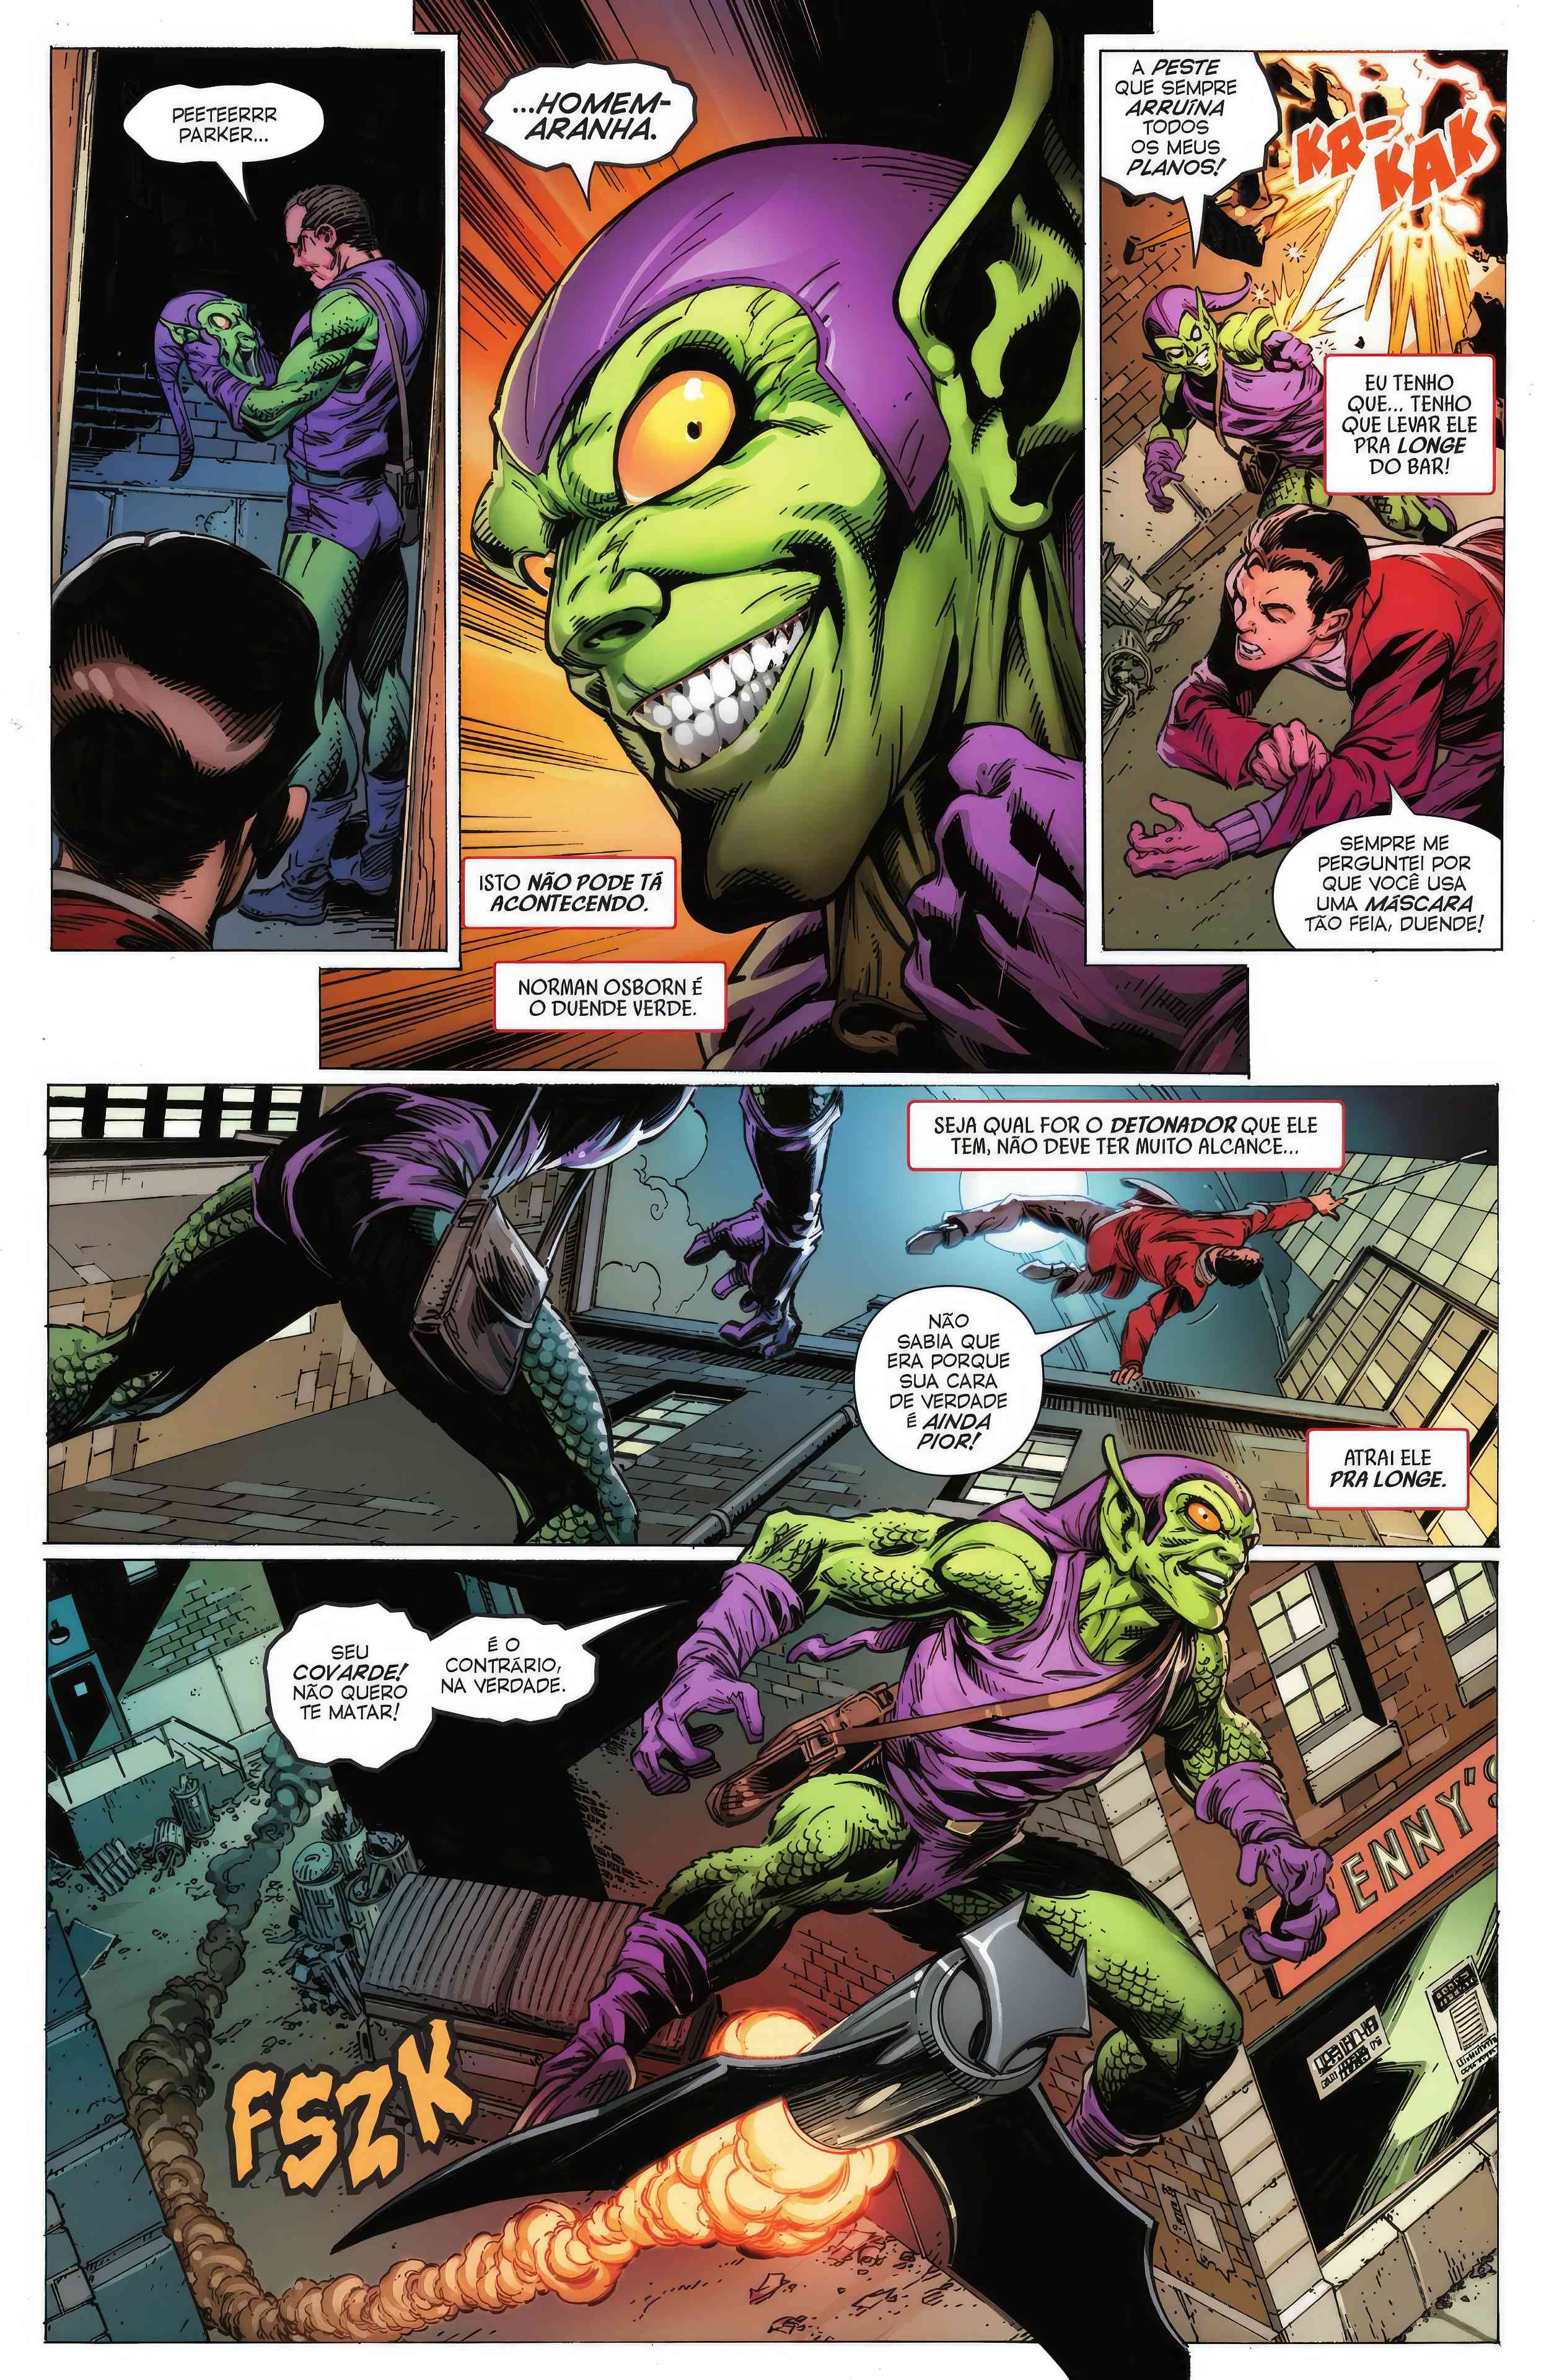 PEETEERRR
PARKER...
...HOMEM-
ARANHA.
ISTO NÃO PODE TÁ
ACONTECENDO.
NORMAN OSBORN É
O DUENDE VERDE.
A PESTE
QUE SEMPRE
ARRUÍNA
TODOS
OS MEUS
PLANOS!
KR-
KAK
EU TENHO
QUE... TENHO
QUE LEVAR ELE
PRA LONGE
DO BAR!
SEMPRE ME
PERGUNTEI POR
QUE VOCÊ USA
UMA MÁSCARA
TÃO FEIA, DUENDE!
SEJA QUAL FOR O DETONADOR QUE ELE
TEM, NÃO DEVE TER MUITO ALCANCE...
NÃO
SABIA QUE
ERA PORQUE
SUA CARA
DE VERDADE
É AINDA
PIOR!
ATRAI ELE
PRA LONGE.
SEU
COVARDE!
NÃO QUERO
TE MATAR!
É O
CONTRÁRIO,
NA VERDADE.
ENNY'S
FSZK